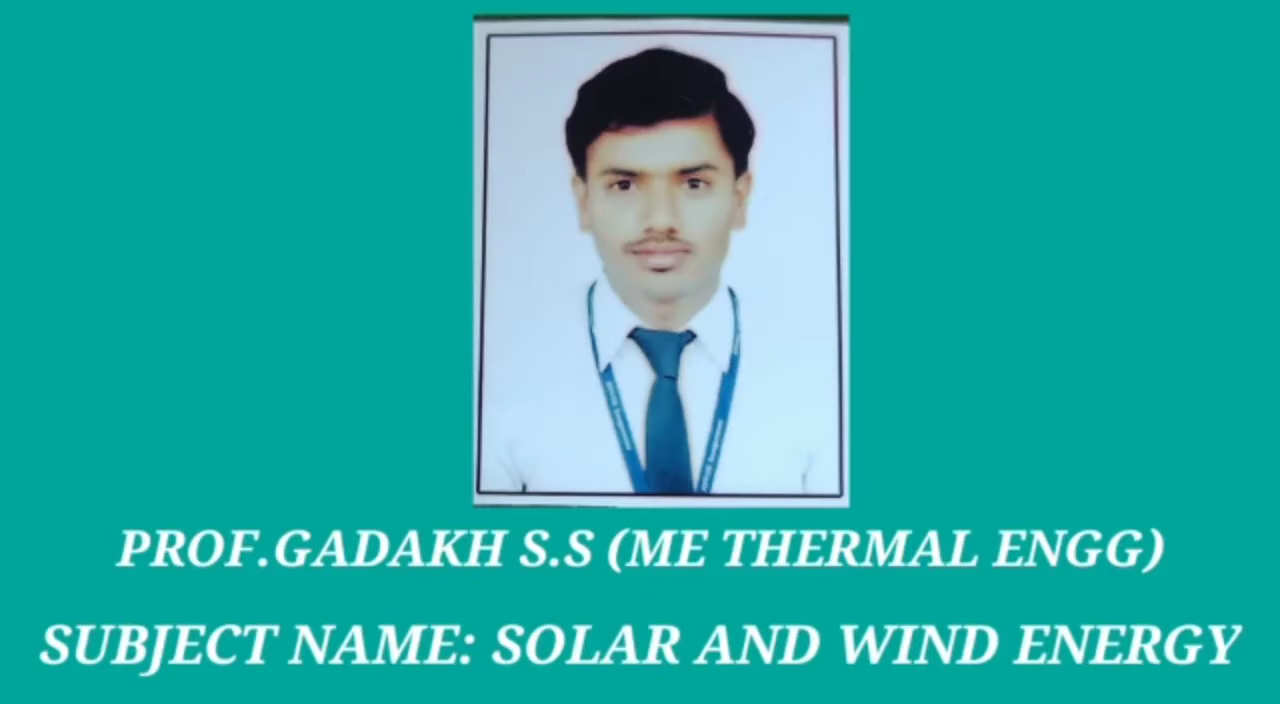 PROF.GADAKH S.S (ME THERMAL ENGG)
SUBJECT NAME: SOLAR AND WIND ENERGY